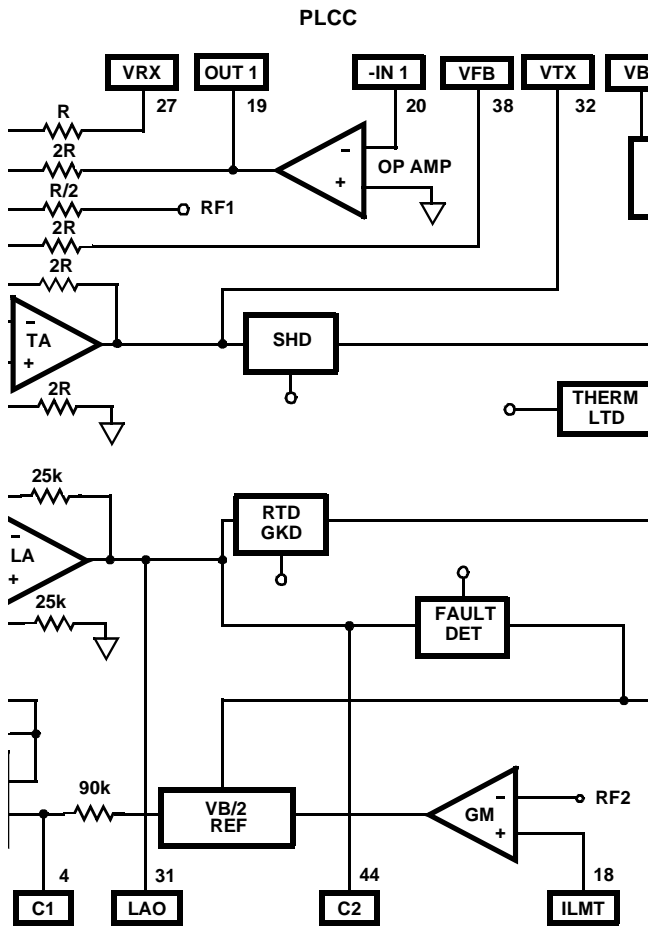 PLCC
VRX
OUT 1
-IN 1
VFB
VTX
VB
27
19
20
38
32
R
2R
R/2
RF1
2R
2R
−
+
OP AMP
−
TA
+
SHD
2R
THERM
LTD
25k
RTD
GKD
−
LA
+
25k
FAULT
DET
90k
VB/2
REF
GM
−
+
RF2
4
31
44
18
C1
LAO
C2
ILMT